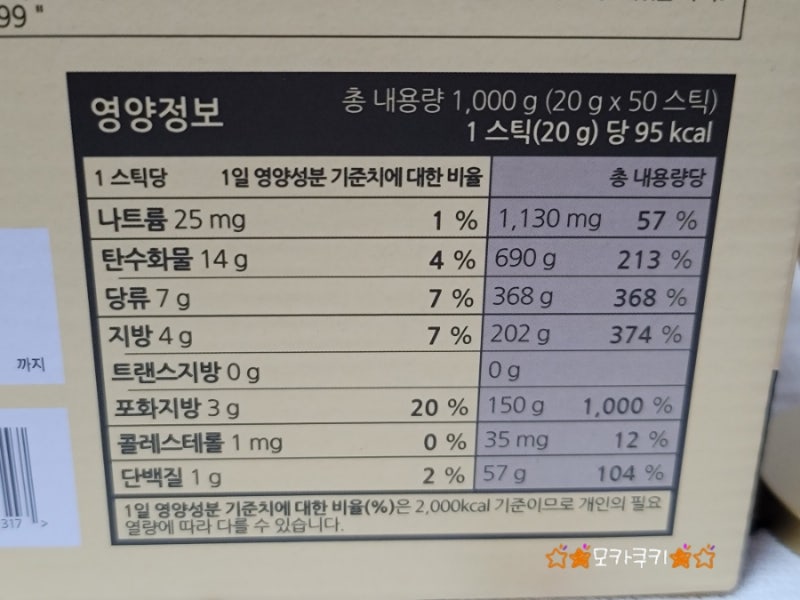 99 "
영양정보
총 내용량 1,000 g (20 g x 50 스틱)
1 스틱(20 g) 당 95 kcal
1 스틱당 1일 영양성분 기준치에 대한 비율 총 내용량당
나트륨 25 mg 1 % 1,130 mg 57 %
탄수화물 14 g 4 % 690 g 213 %
당류 7 g 7 % 368 g 368 %
지방 4 g 7 % 202 g 374 %
트랜스지방 0 g 0 g
포화지방 3 g 20 % 150 g 1,000 %
콜레스테롤 1 mg 0 % 35 mg 12 %
단백질 1 g 2 % 57 g 104 %
1일 영양성분 기준치에 대한 비율(%)은 2,000kcal 기준이므로 개인의 필요
열량에 따라 다를 수 있습니다.
까지
317 >
☆★모카쿠키★☆